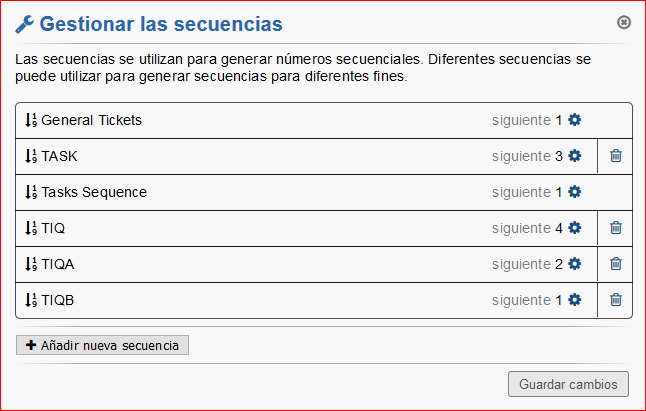 Gestionar las secuencias
Las secuencias se utilizan para generar números secuenciales. Diferentes secuencias se
puede utilizar para generar secuencias para diferentes fines.
General Tickets siguiente 1
TASK siguiente 3
Tasks Sequence siguiente 1
TIQ siguiente 4
TIQA siguiente 2
TIQB siguiente 1
Añadir nueva secuencia
Guardar cambios